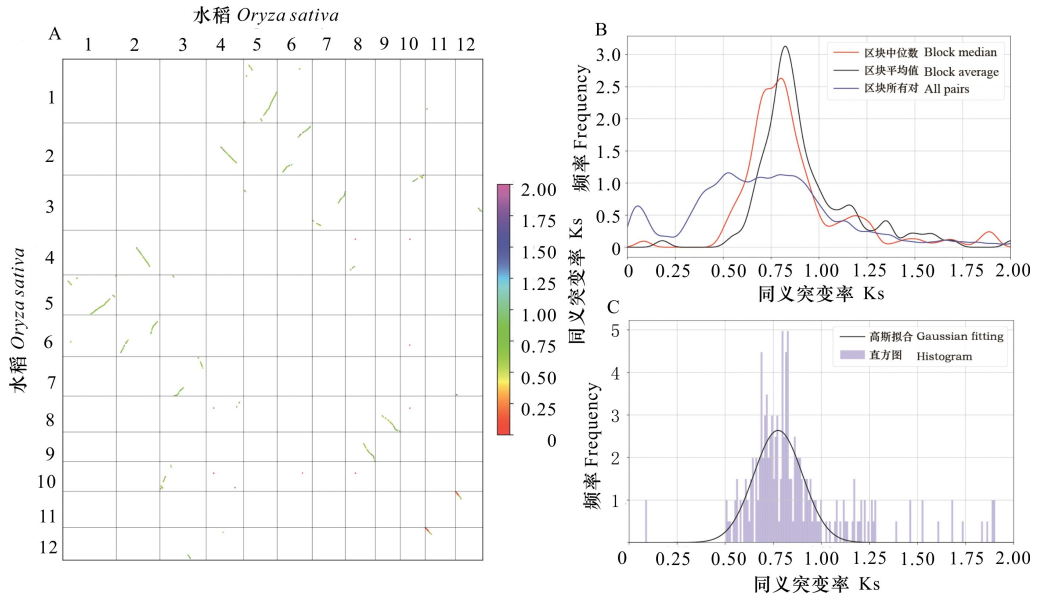 水稻 Oryza sativa
A
1 2 3 4 5 6 7 8 9 10 11 12
水稻 Oryza sativa
1
2
3
4
5
6
7
8
9
10
11
12
2.00
1.75
1.50
1.25
1.00
0.75
0.50
0.25
0
同义突变率 Ks
B
频率 Frequency
3.0
2.5
2.0
1.5
1.0
0.5
0
区块中位数 Block median
区块平均值 Block average
区块所有对 All pairs
0 0.25 0.50 0.75 1.00 1.25 1.50 1.75 2.00
同义突变率 Ks
C
频率 Frequency
5
4
3
2
1
高斯拟合 Gaussian fitting
直方图 Histogram
0 0.25 0.50 0.75 1.00 1.25 1.50 1.75 2.00
同义突变率 Ks